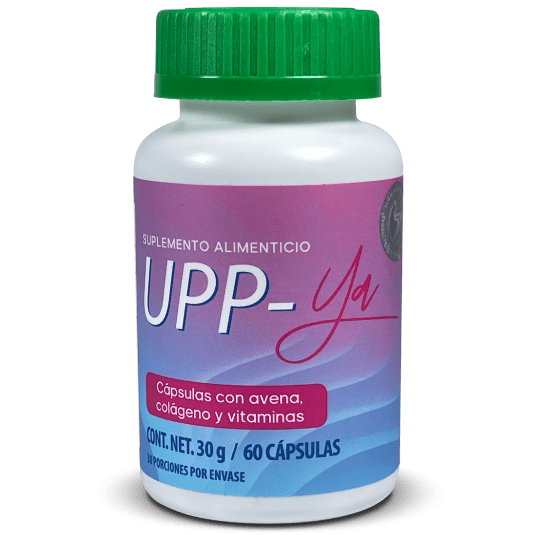 SUPLEMENTO ALIMENTICIO
UPP-Ya
Cápsulas con avena,
colágeno y vitaminas
CONT. NET. 30 g / 60 CÁPSULAS
30 PORCIONES POR ENVASE